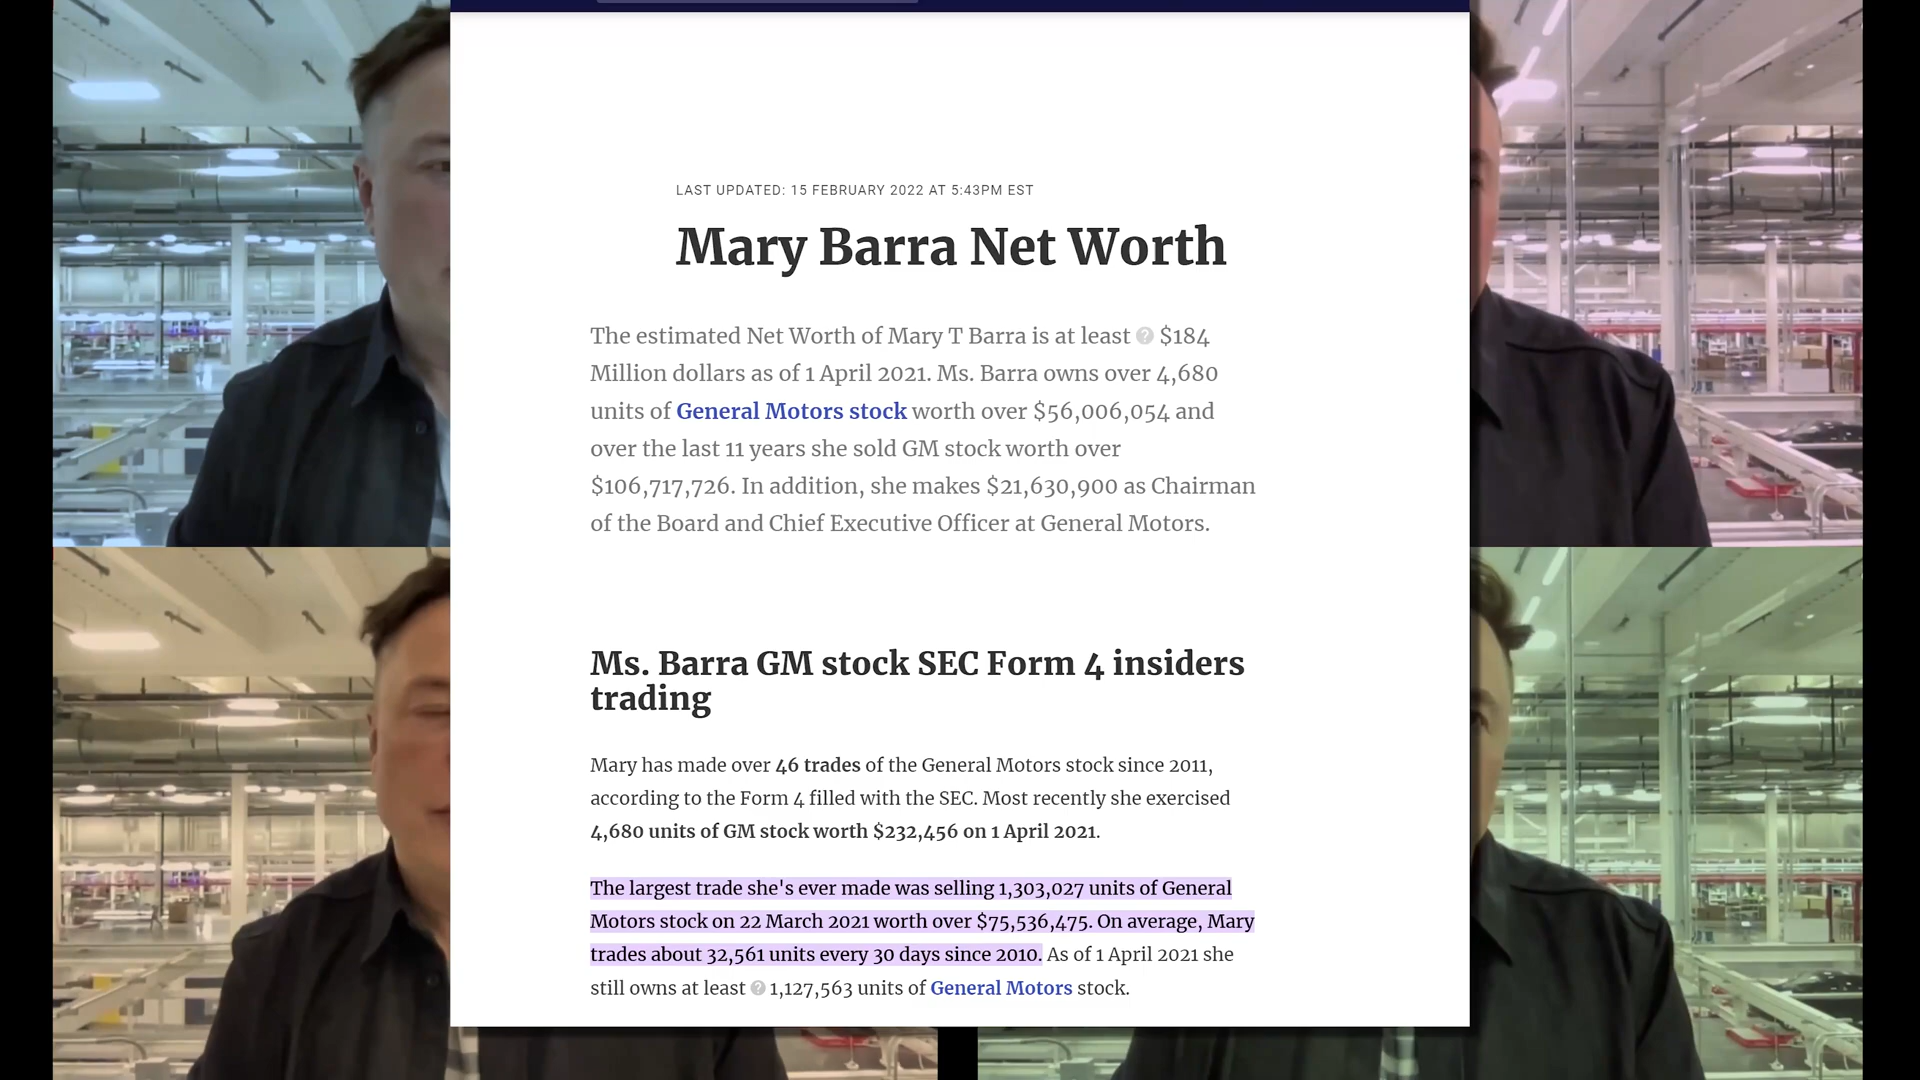 LAST UPDATED: 15 FEBRUARY 2022 AT 5:43PM EST
Mary Barra Net Worth
The estimated Net Worth of Mary T Barra is at least ? $184
Million dollars as of 1 April 2021. Ms. Barra owns over 4,680
units of General Motors stock worth over $56,006,054 and
over the last 11 years she sold GM stock worth over
$106,717,726. In addition, she makes $21,630,900 as Chairman
of the Board and Chief Executive Officer at General Motors.
Ms. Barra GM stock SEC Form 4 insiders
trading
Mary has made over 46 trades of the General Motors stock since 2011,
according to the Form 4 filled with the SEC. Most recently she exercised
4,680 units of GM stock worth $232,456 on 1 April 2021.
The largest trade she's ever made was selling 1,303,027 units of General
Motors stock on 22 March 2021 worth over $75,536,475. On average, Mary
trades about 32,561 units every 30 days since 2010. As of 1 April 2021 she
still owns at least ? 1,127,563 units of General Motors stock.